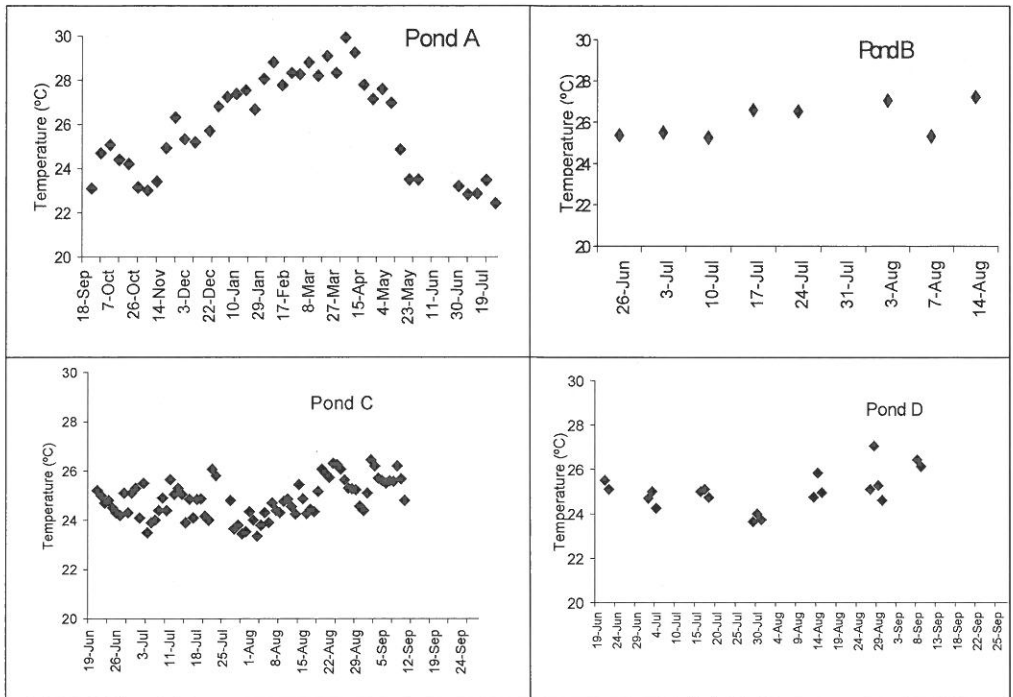 Pond A
Temperature (ºC)
30
28
26
24
22
20
18-Sep
7-Oct
26-Oct
14-Nov
3-Dec
22-Dec
10-Jan
29-Jan
17-Feb
8-Mar
27-Mar
15-Apr
4-May
23-May
11-Jun
30-Jun
19-Jul
Pond B
Temperature (ºC)
30
28
26
24
22
20
26-Jun
3-Jul
10-Jul
17-Jul
24-Jul
31-Jul
3-Aug
7-Aug
14-Aug
Pond C
Temperature (ºC)
30
28
26
24
22
20
19-Jun
26-Jun
3-Jul
11-Jul
18-Jul
25-Jul
1-Aug
8-Aug
15-Aug
22-Aug
29-Aug
5-Sep
12-Sep
19-Sep
24-Sep
Pond D
Temperature (ºC)
30
28
26
24
22
20
19-Jun
24-Jun
29-Jun
4-Jul
10-Jul
15-Jul
20-Jul
25-Jul
30-Jul
4-Aug
9-Aug
14-Aug
19-Aug
24-Aug
29-Aug
3-Sep
8-Sep
13-Sep
18-Sep
22-Sep
25-Sep